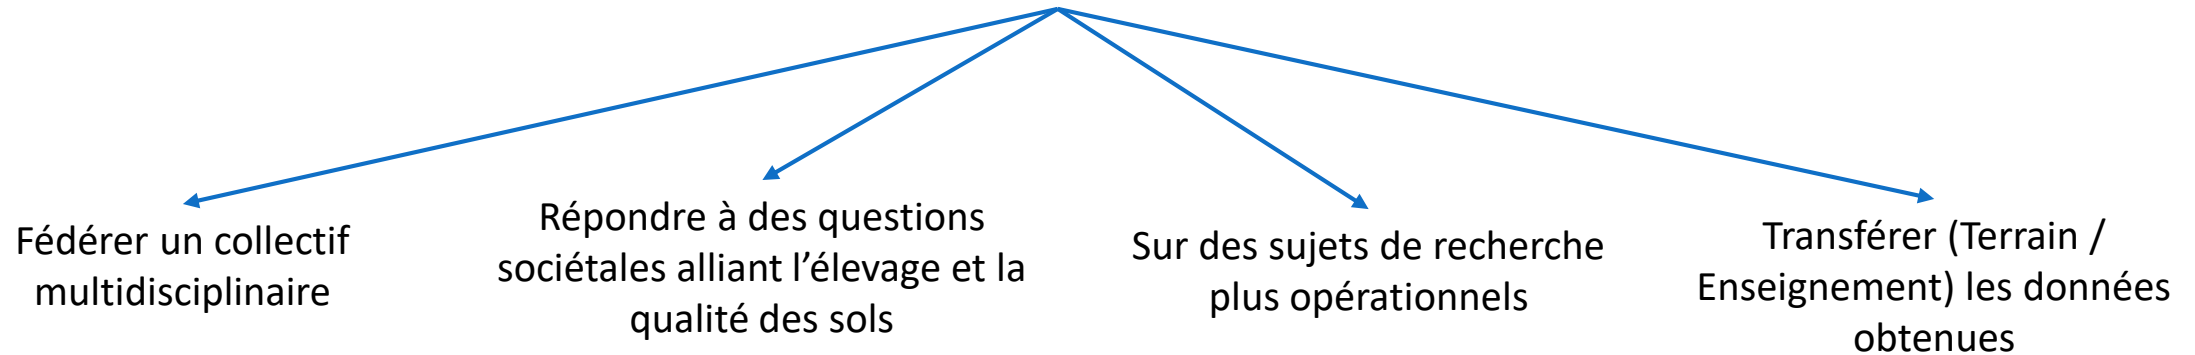 Fédérer un collectif
multidisciplinaire
Répondre à des questions
sociétales alliant l’élevage et la
qualité des sols
Sur des sujets de recherche
plus opérationnels
Transférer (Terrain /
Enseignement) les données
obtenues